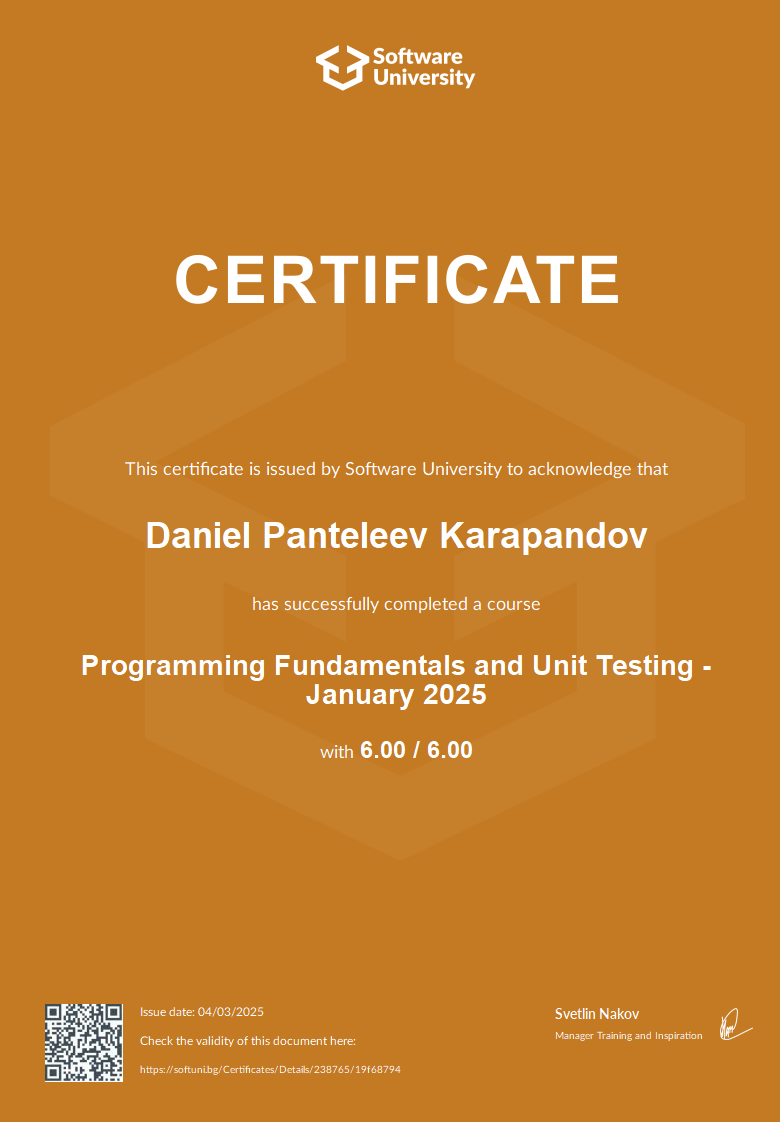 Software
University
CERTIFICATE
This certificate is issued by Software University to acknowledge that
Daniel Panteleev Karapandov
has successfully completed a course
Programming Fundamentals and Unit Testing -
January 2025
with 6.00 / 6.00
Issue date: 04/03/2025
Check the validity of this document here:
https://softuni.bg/Certificates/Details/238765/19f68794
Svetlin Nakov
Manager Training and Inspiration